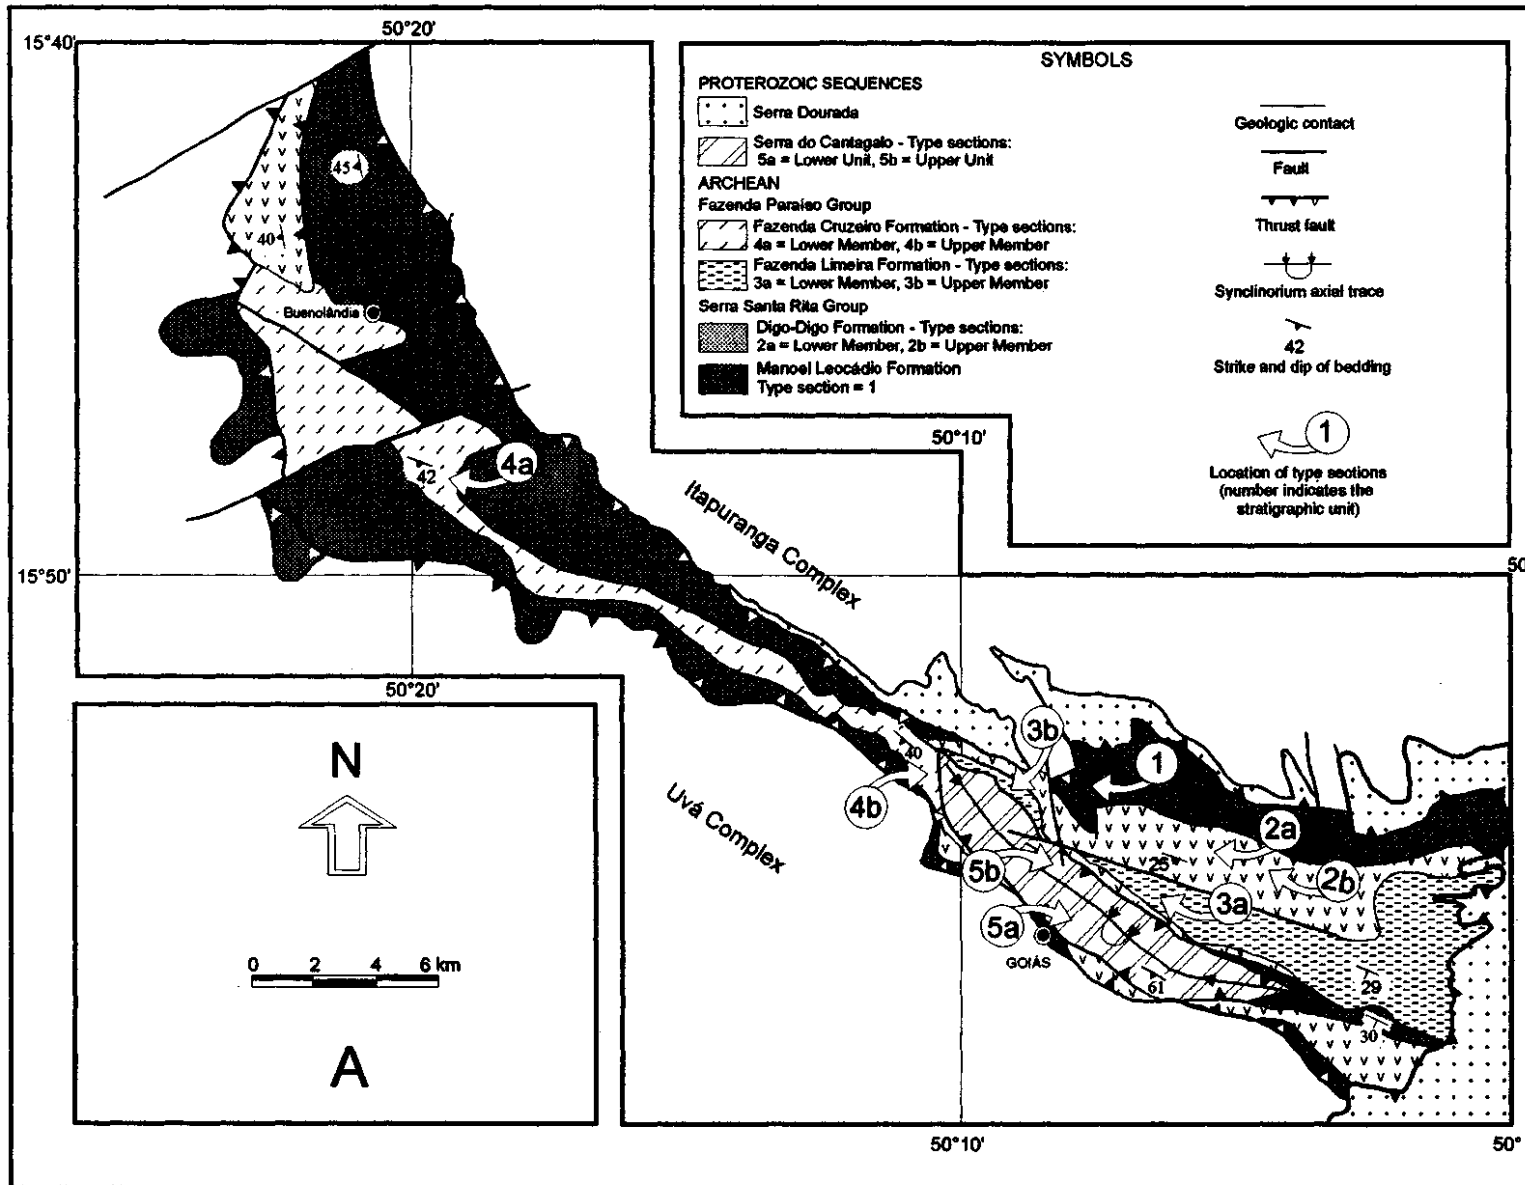 50°20'
15°40'
SYMBOLS
PROTEROZOIC SEQUENCES
Serra Dourada
Serra do Cantagalo - Type sections:
5a = Lower Unit, 5b = Upper Unit
ARCHEAN
Fazenda Paraíso Group
Fazenda Cruzeiro Formation - Type sections:
4a = Lower Member, 4b = Upper Member
Fazenda Limeira Formation - Type sections:
3a = Lower Member, 3b = Upper Member
Serra Santa Rita Group
Digo-Digo Formation - Type sections:
2a = Lower Member, 2b = Upper Member
Manoel Leocádio Formation
Type section = 1
Geologic contact
Fault
Thrust fault
Synclinorium axial trace
42
Strike and dip of bedding
1
Location of type sections
(number indicates the
stratigraphic unit)
45
40
Buenolândia
42
4a
50°10'
Itapuranga Complex
15°50'
50
50°20'
N
0 2 4 6 km
A
Uvá Complex
40
3b
1
4b
2a
25
5b
2b
3a
5a
GOIÁS
61
29
30
50°10'
50°